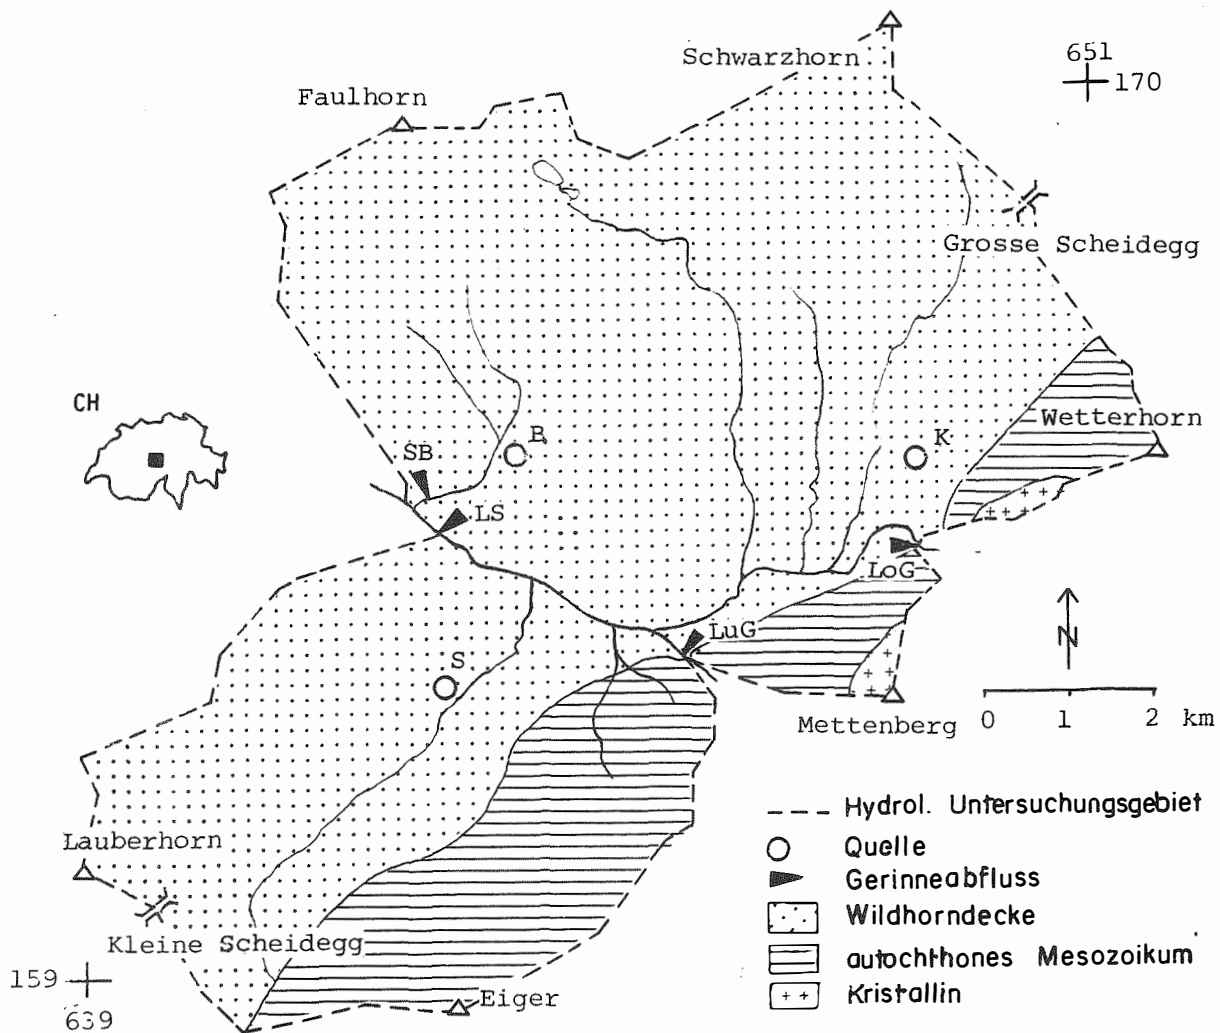 Schwarzhorn
651
170
Faulhorn
Grosse Scheidegg
CH
Wetterhorn
B
K
SB
LS
LoG
LuG
N
S
0 1 2 km
Mettenberg
Lauberhorn
Kleine Scheidegg
159
639
Eiger
Hydrol. Untersuchungsgebiet
Quelle
Gerinneabfluss
Wildhorndecke
autochthones Mesozoikum
Kristallin